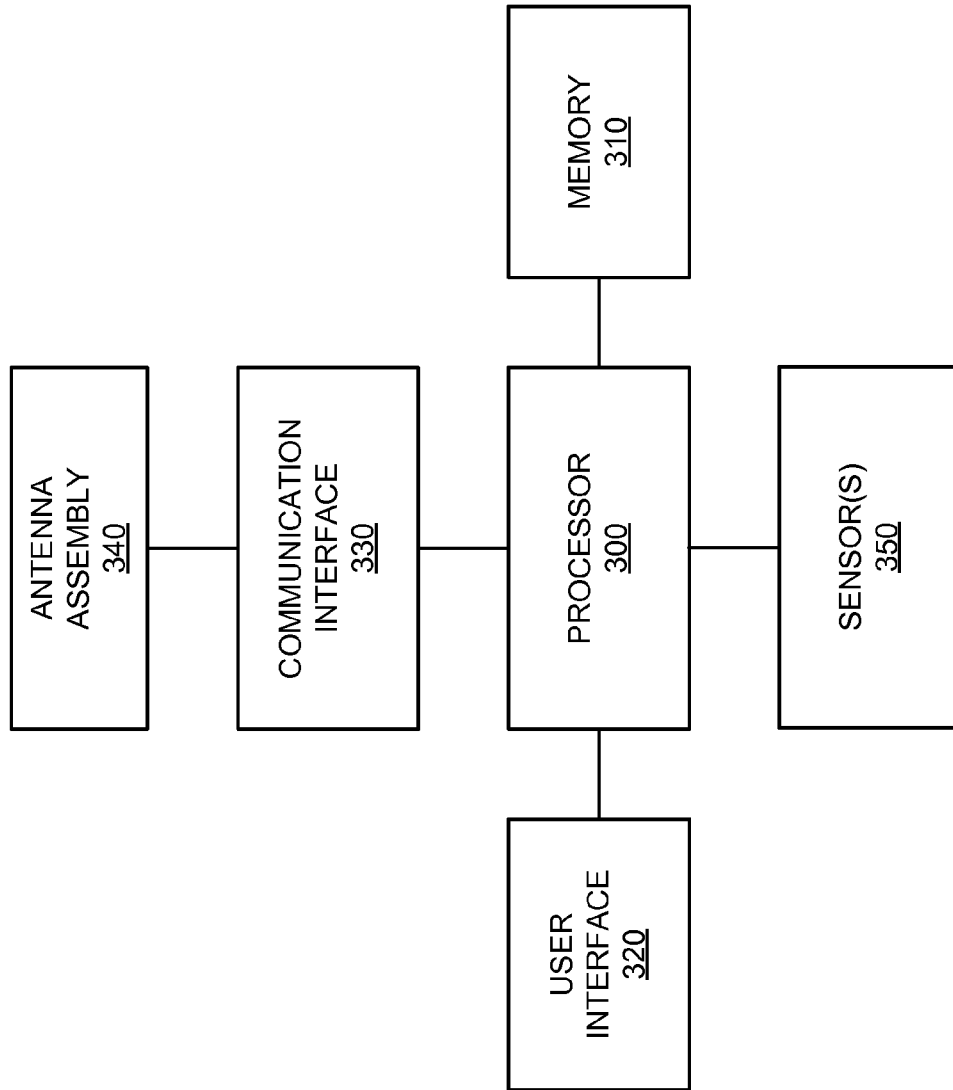 ANTENNA
ASSEMBLY
340
COMMUNICATION
INTERFACE
330
USER
INTERFACE
320
PROCESSOR
300
MEMORY
310
SENSOR(S)
350